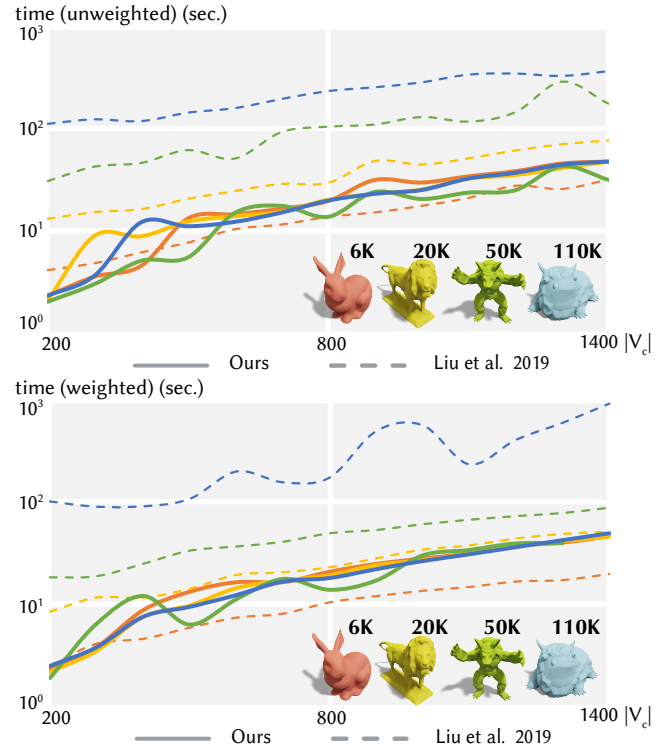 time (unweighted) (sec.)
10³
10²
10¹
10⁰
6K 20K 50K 110K
200 800 1400 |V_c|
Ours Liu et al. 2019
time (weighted) (sec.)
10³
10²
10¹
10⁰
6K 20K 50K 110K
200 800 1400 |V_c|
Ours Liu et al. 2019